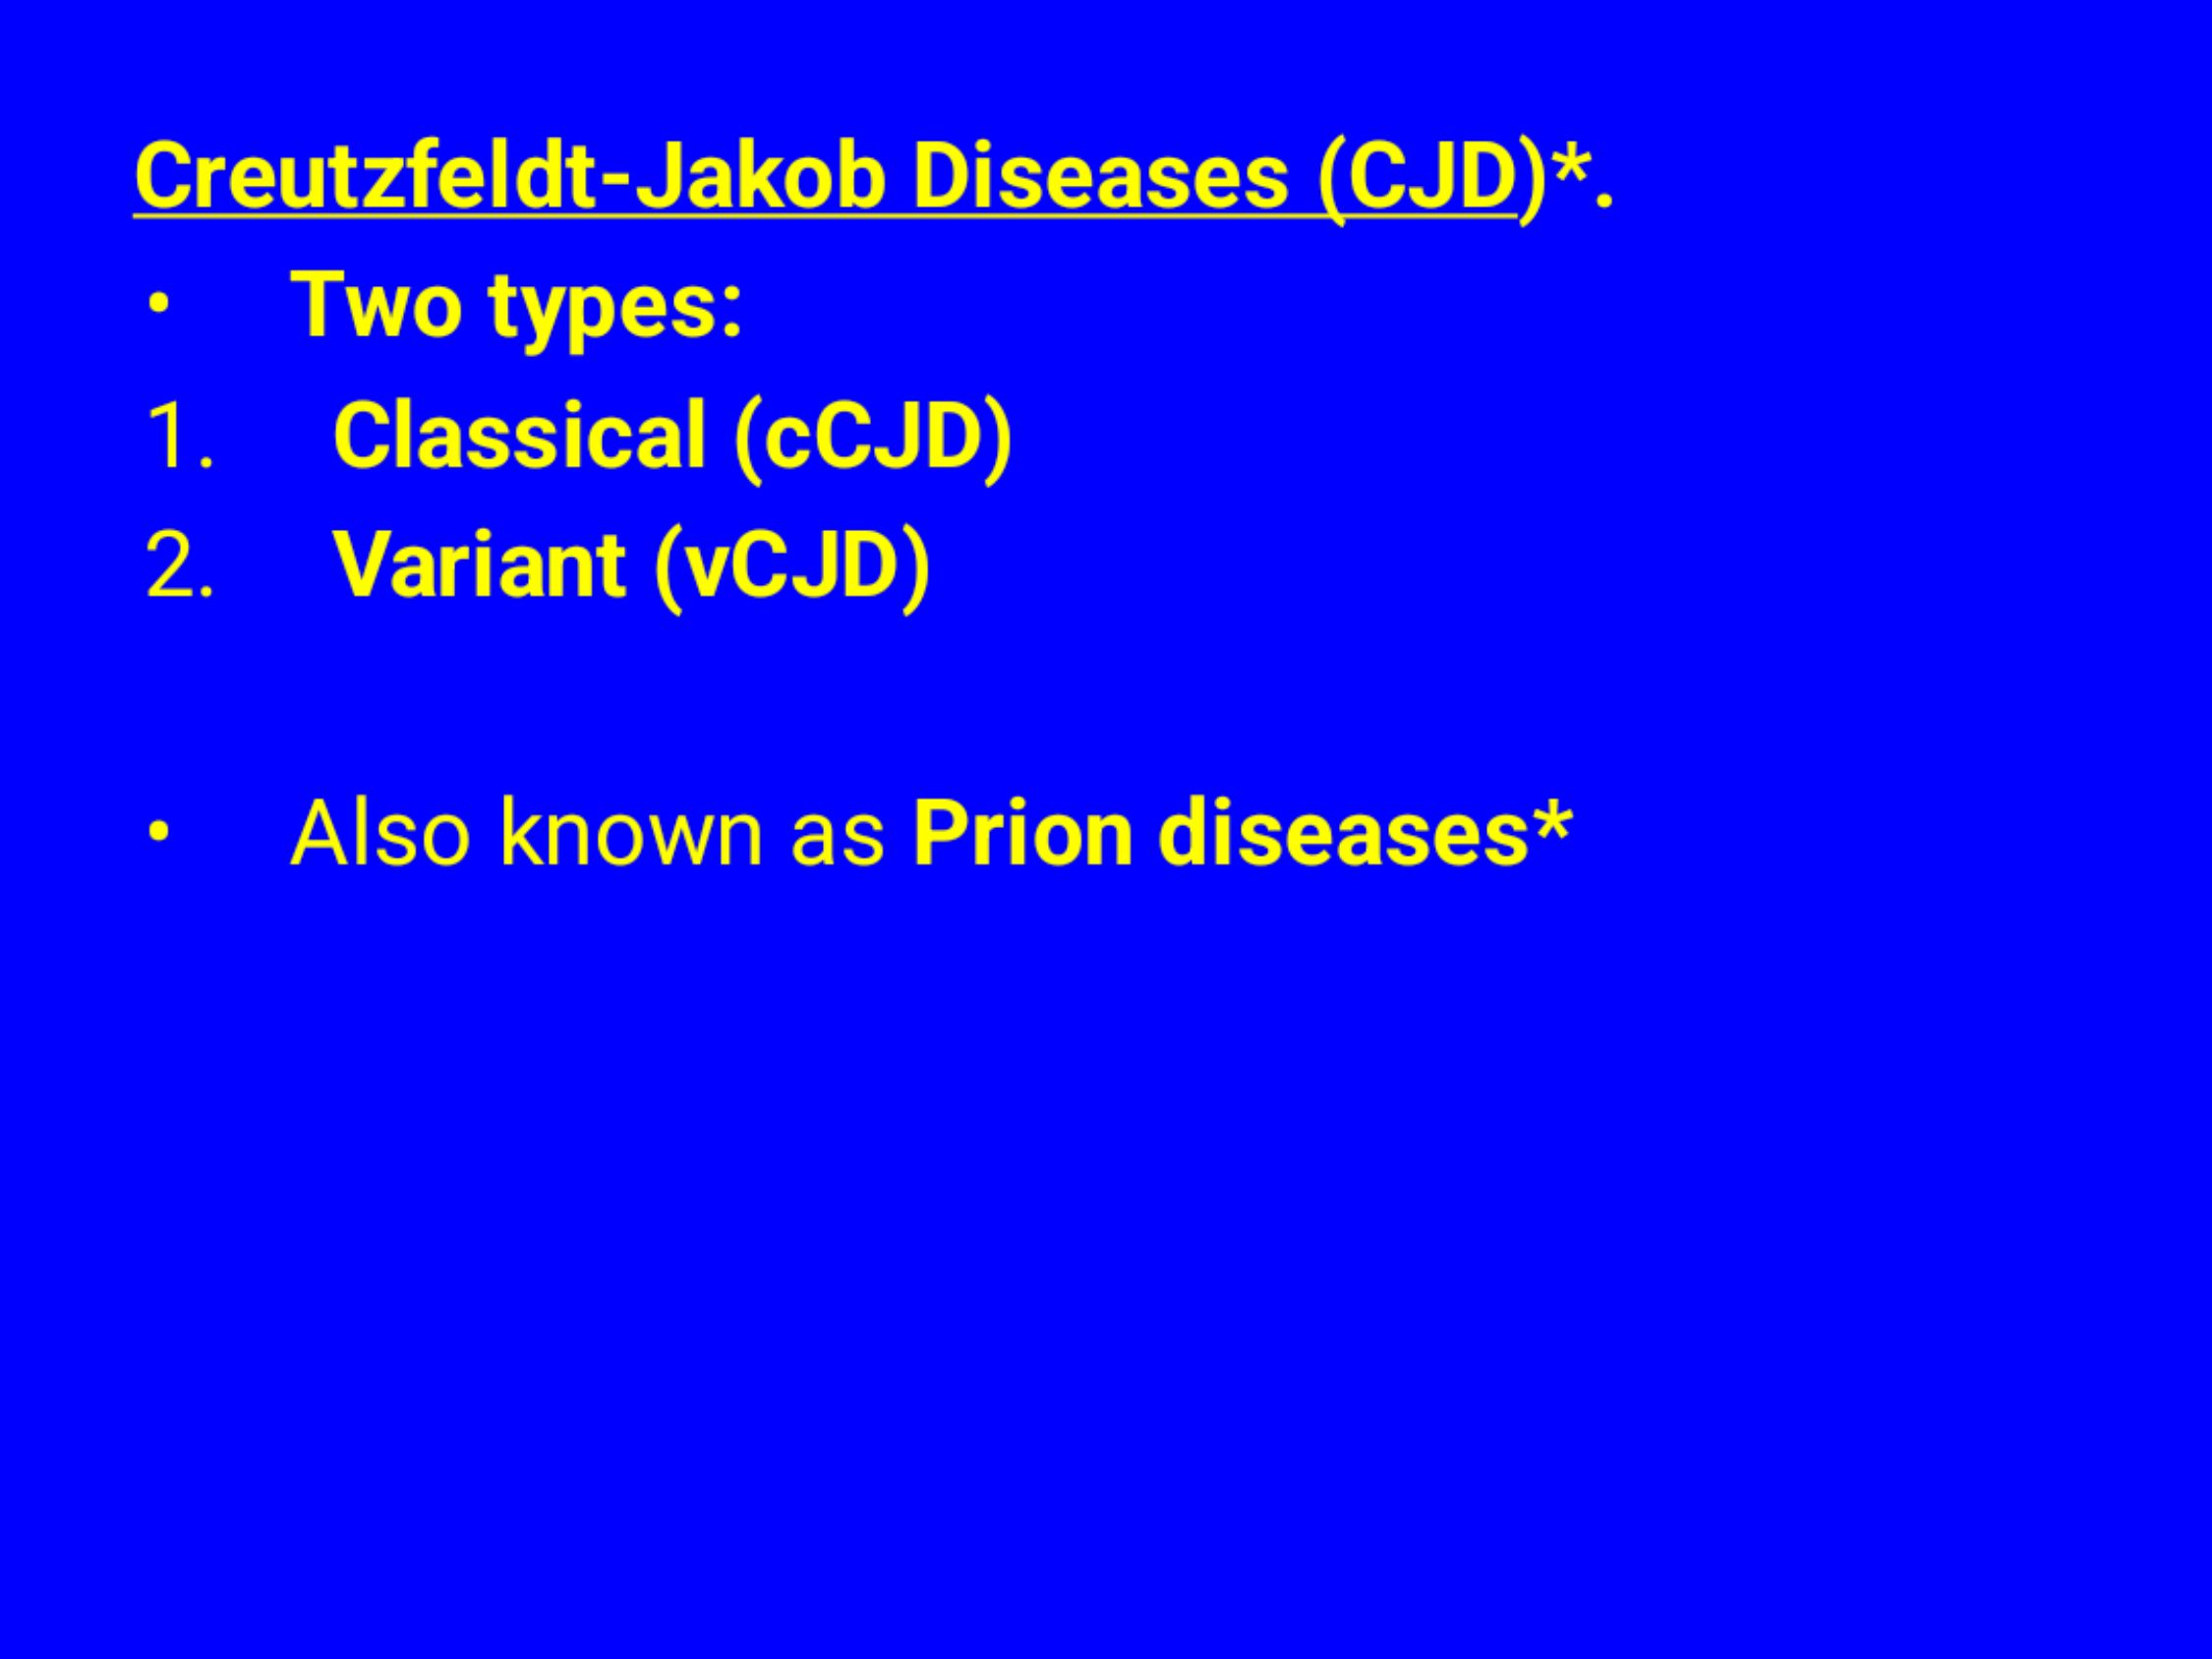 Creutzfeldt-Jakob Diseases (CJD)*.
• Two types:
1. Classical (cCJD)
2. Variant (vCJD)
• Also known as Prion diseases*